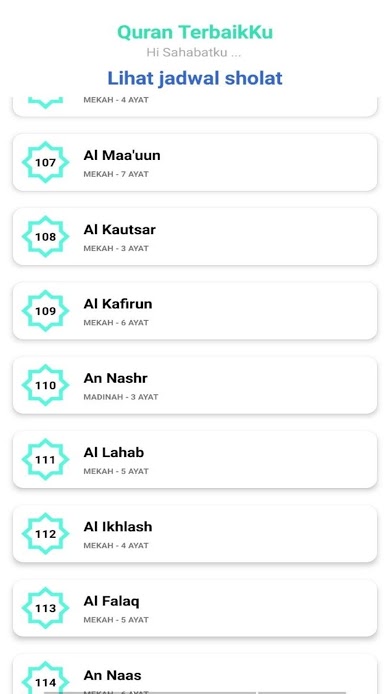 Quran TerbaikKu
Hi Sahabatku ...
Lihat jadwal sholat
MEKAH - 4 AYAT
107
Al Maa'uun
MEKAH - 7 AYAT
108
Al Kautsar
MEKAH - 3 AYAT
109
Al Kafirun
MEKAH - 6 AYAT
110
An Nashr
MADINAH - 3 AYAT
111
Al Lahab
MEKAH - 5 AYAT
112
Al Ikhlash
MEKAH - 4 AYAT
113
Al Falaq
MEKAH - 5 AYAT
114
An Naas